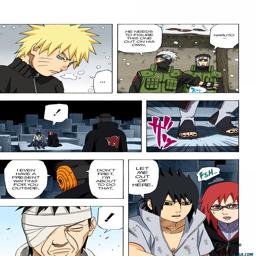 ...
HE NEEDS
TO FIGURE
THIS ONE
OUT ON HIS
OWN.
NARUTO!
!
I EVEN
HAVE A
PRESENT
WAITING
FOR YOU
OUTSIDE.
DON'T
FRET.
I'M
ABOUT
TO DO
THAT.
LET ME
OUT OF
HERE.
FSH...
!